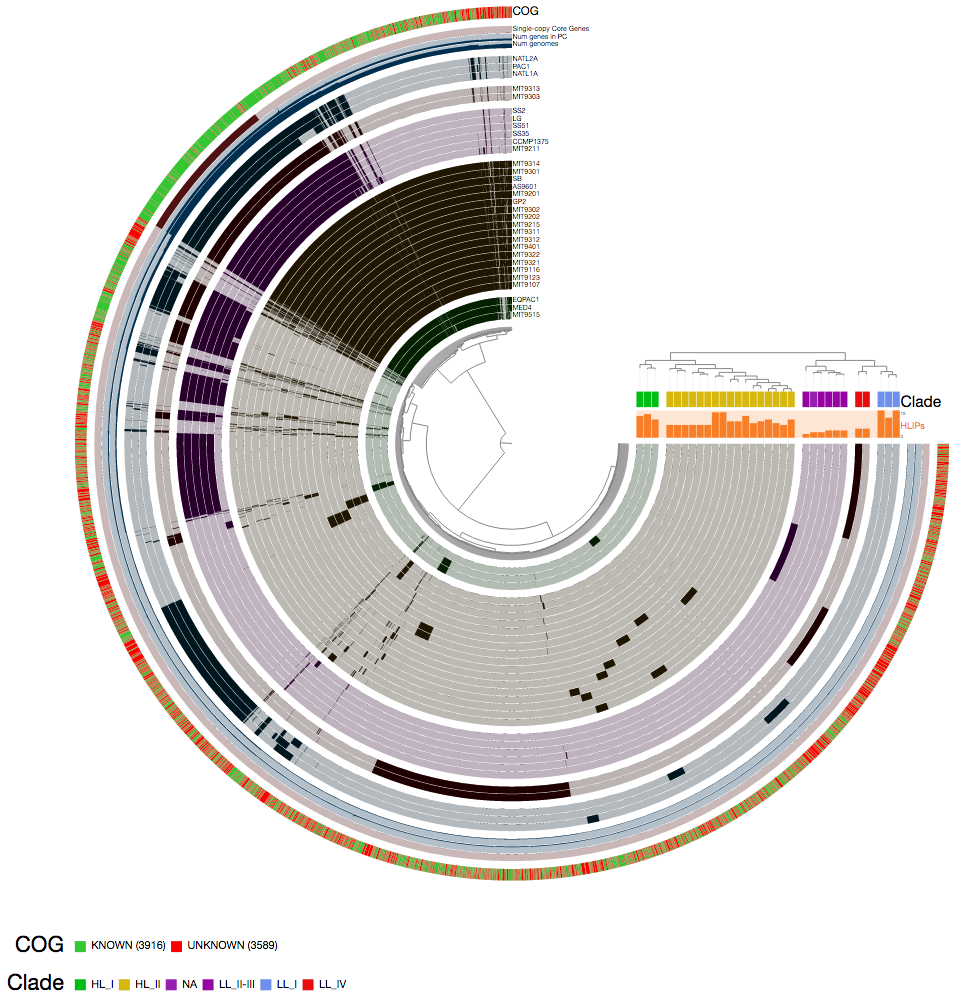 COG
Single-copy Core Genes
Num genes in PC
Num genomes
NATL2A
PAC1
NATL1A
MIT9313
MIT9303
SS2
LG
SS51
SS35
CCMP1375
MIT9211
MIT9314
MIT9301
SB
AS9601
MIT9201
GP2
MIT9302
MIT9202
MIT9215
MIT9311
MIT9312
MIT9401
MIT9322
MIT9321
MIT9116
MIT9123
MIT9107
EQPAC1
MED4
MIT9515
Clade
HLIPs
COG KNOWN (3916) UNKNOWN (3589)
Clade HL_I HL_II NA LL_II-III LL_I LL_IV